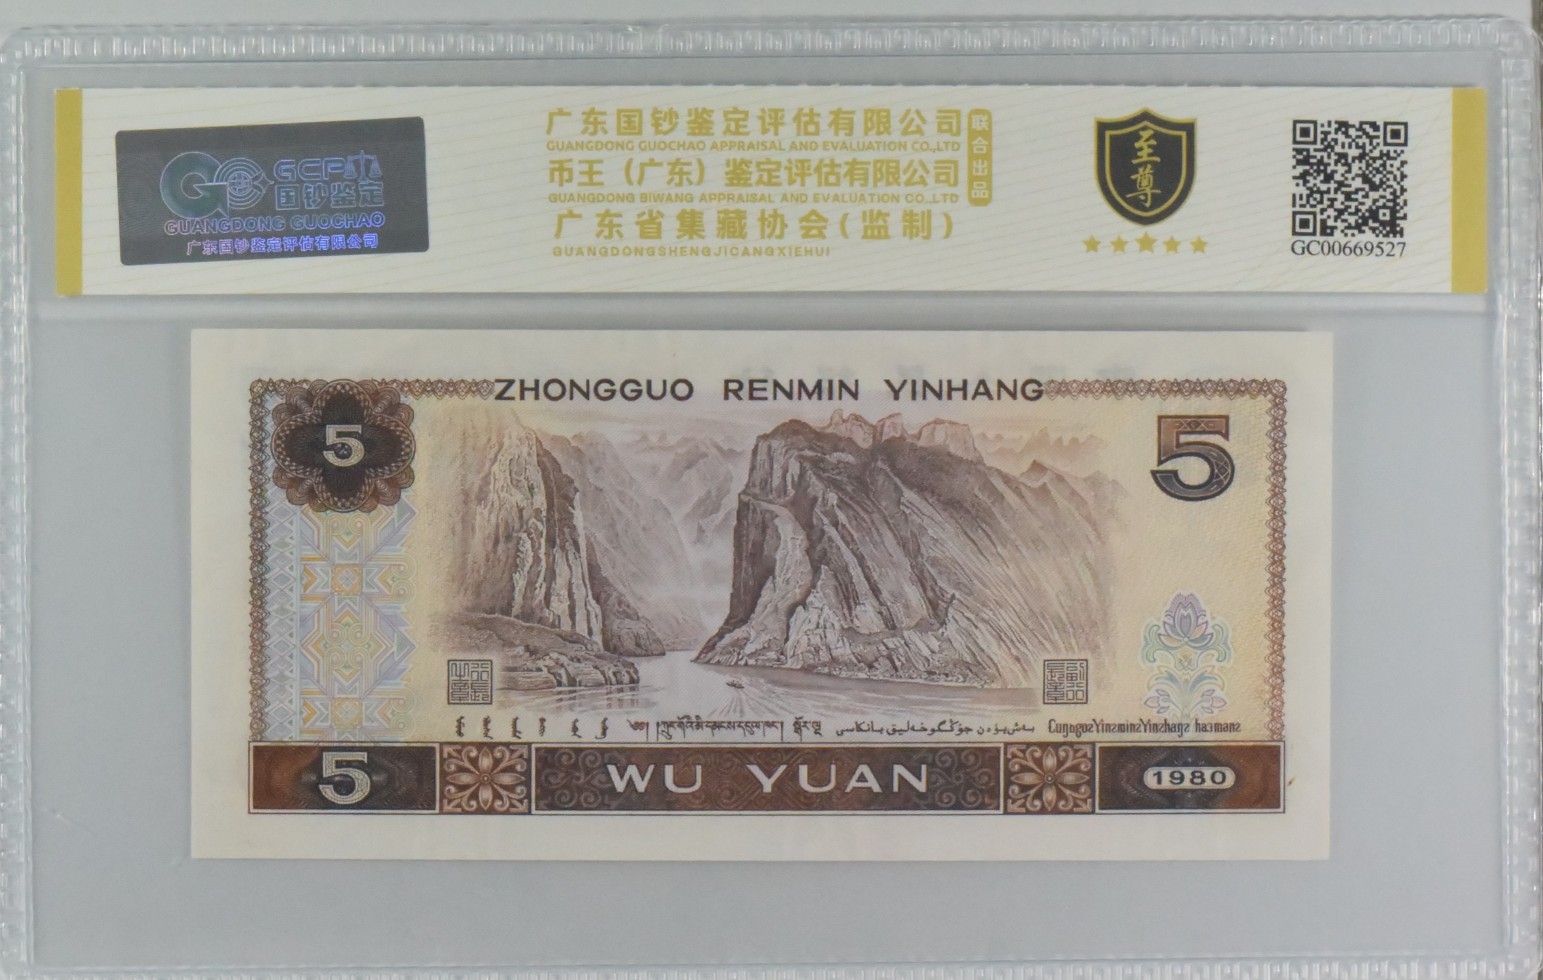 GCP
国钞鉴定
GUANGDONG GUOCHAO
广东国钞鉴定评估有限公司
广东国钞鉴定评估有限公司
GUANGDONG GUOCHAO APPRAISAL AND EVALUATION CO.,LTD
币王（广东）鉴定评估有限公司
GUANGDONG BIWANG APPRAISAL AND EVALUATION CO.,LTD
广东省集藏协会(监制)
GUANGDONGSHENGJICANGXIEHUI
联合出品
至尊
GC00669527
ZHONGGUO RENMIN YINHANG
5
5
5
WU YUAN
1980